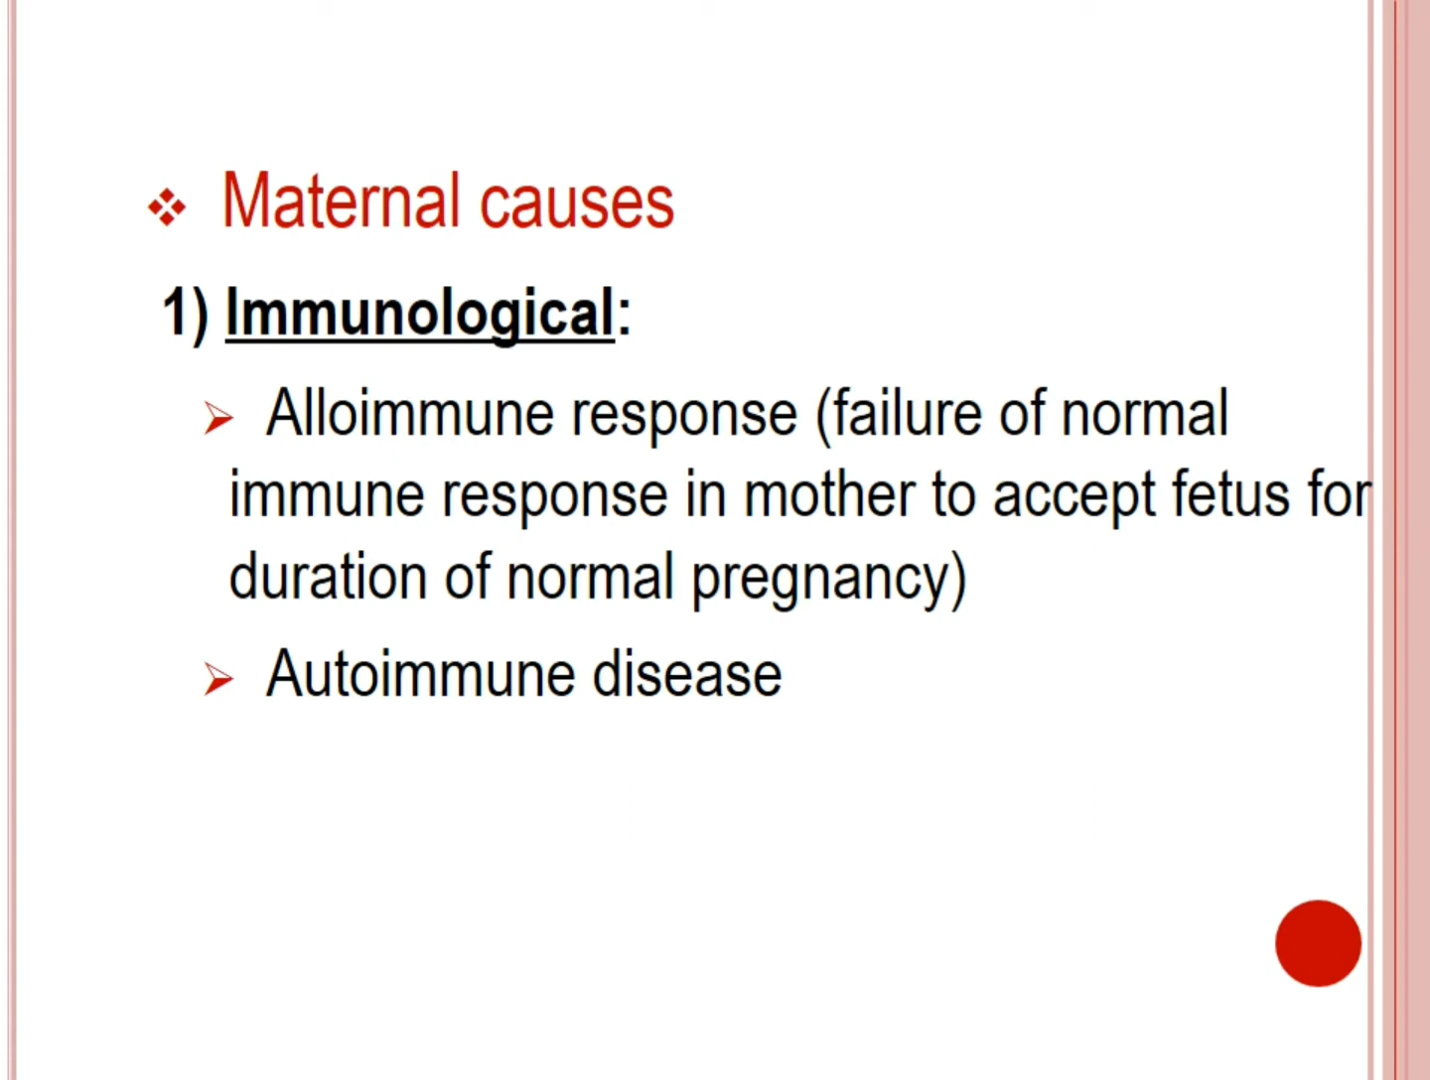 ❖ Maternal causes
1) Immunological:
➢ Alloimmune response (failure of normal
immune response in mother to accept fetus for
duration of normal pregnancy)
➢ Autoimmune disease